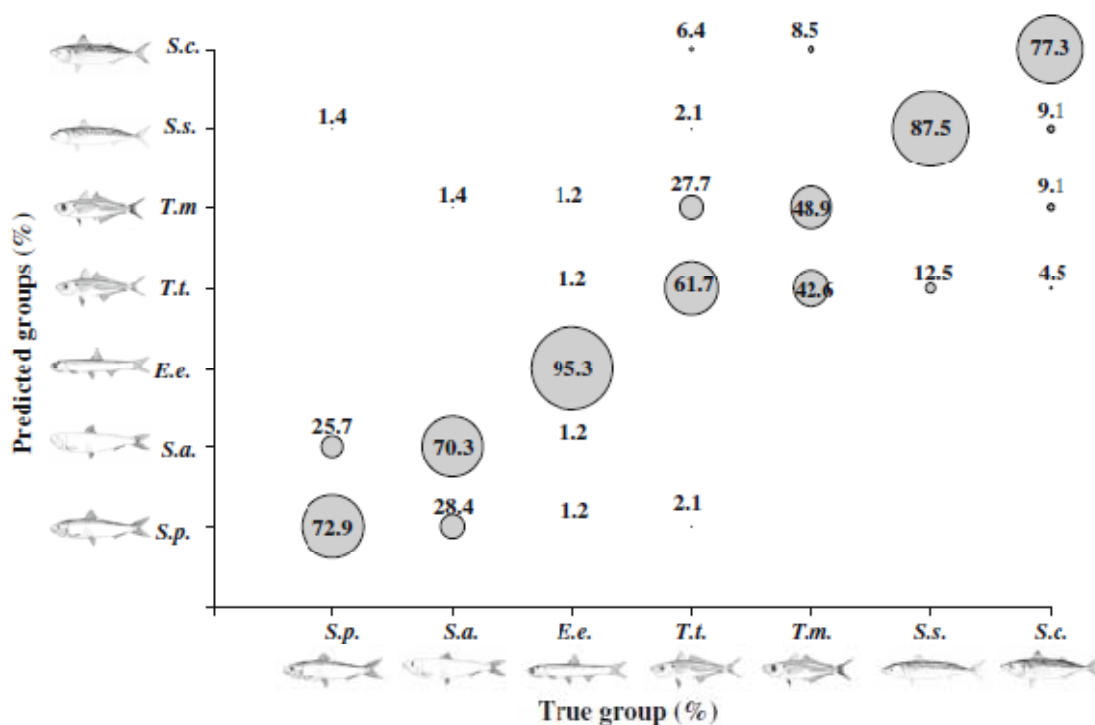 6.4 8.5
S.c. 77.3
1.4 2.1 9.1
S.s. 87.5
1.4 1.2 27.7 9.1
T.m 48.9
1.2 12.5 4.5
T.t. 61.7 42.6
E.e. 95.3
25.7 1.2
S.a. 70.3
28.4 1.2 2.1
S.p. 72.9
Predicted groups (%)
S.p. S.a. E.e. T.t. T.m. S.s. S.c.
True group (%)